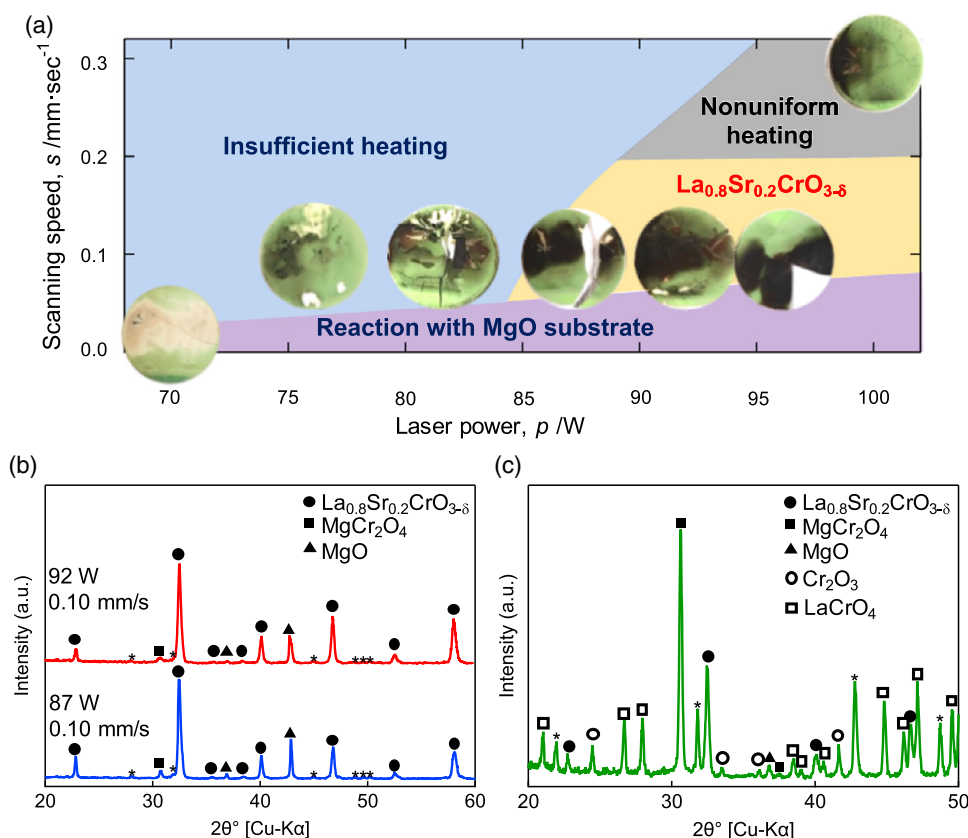 (a)
Scanning speed, s /mm·sec⁻¹
0.3
0.2
0.1
0.0
Insufficient heating
Nonuniform
heating
La₀.₈Sr₀.₂CrO₃₋δ
Reaction with MgO substrate
70 75 80 85 90 95 100
Laser power, p /W
(b)
Intensity (a.u.)
● La₀.₈Sr₀.₂CrO₃₋δ
■ MgCr₂O₄
▲ MgO
92 W
0.10 mm/s
* * * * * *
87 W
0.10 mm/s
* * * * * *
20 30 40 50 60
2θ° [Cu-Kα]
(c)
Intensity (a.u.)
● La₀.₈Sr₀.₂CrO₃₋δ
■ MgCr₂O₄
▲ MgO
○ Cr₂O₃
□ LaCrO₄
* * * *
20 30 40 50
2θ° [Cu-Kα]